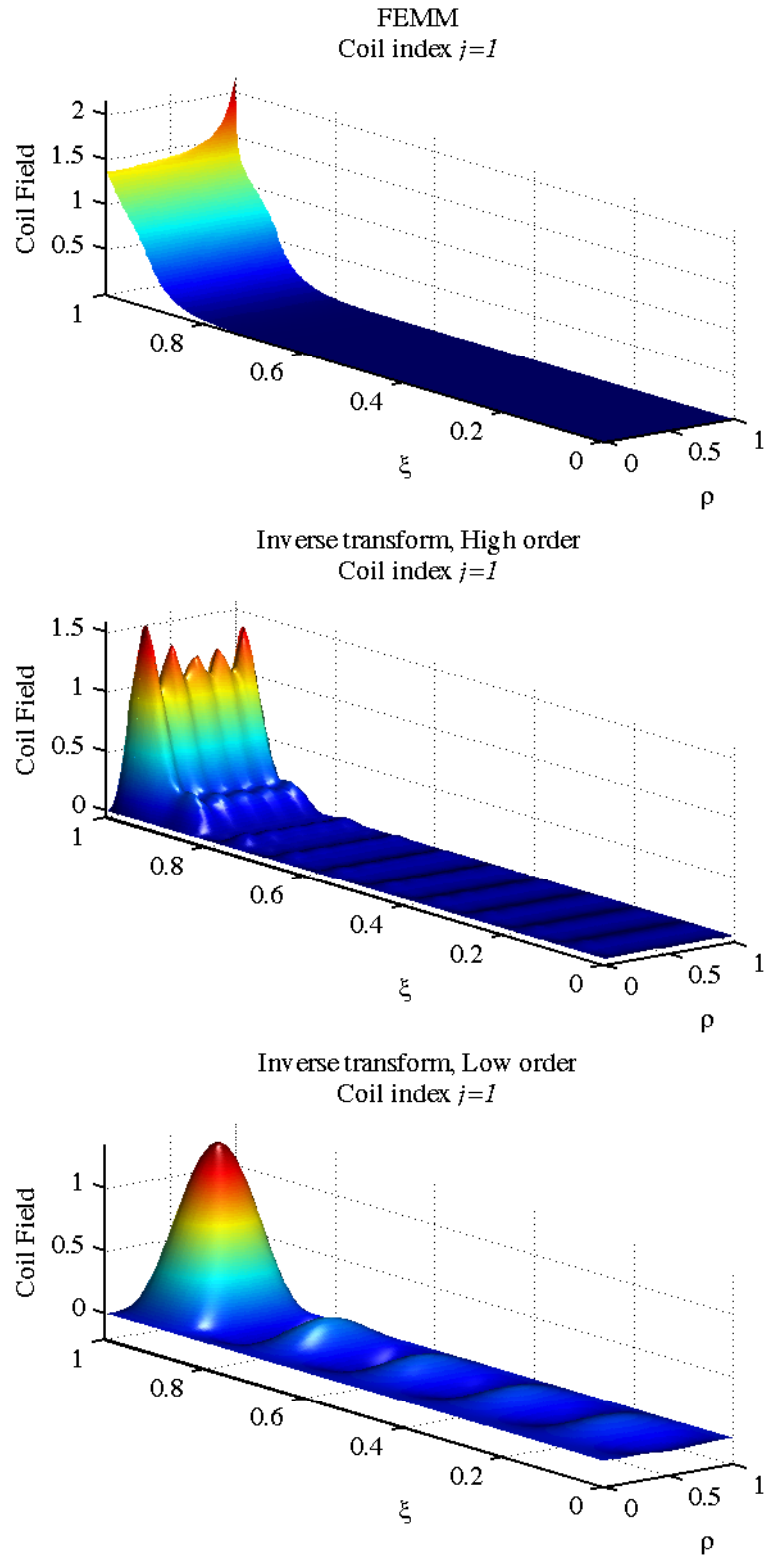 FEMM
Coil index j=1
2
1.5
1
0.5
Coil Field
1
0.8
0.6
0.4
0.2
0
ξ
0
0.5
1
ρ
Inverse transform, High order
Coil index j=1
1.5
1
0.5
0
Coil Field
1
0.8
0.6
0.4
0.2
0
ξ
0
0.5
1
ρ
Inverse transform, Low order
Coil index j=1
1
0.5
0
Coil Field
1
0.8
0.6
0.4
0.2
0
ξ
0
0.5
1
ρ